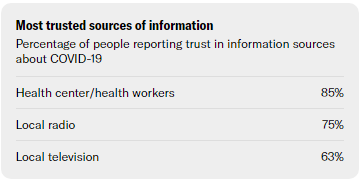 Most trusted sources of information
Percentage of people reporting trust in information sources
about COVID-19
Health center/health workers 85%
Local radio 75%
Local television 63%